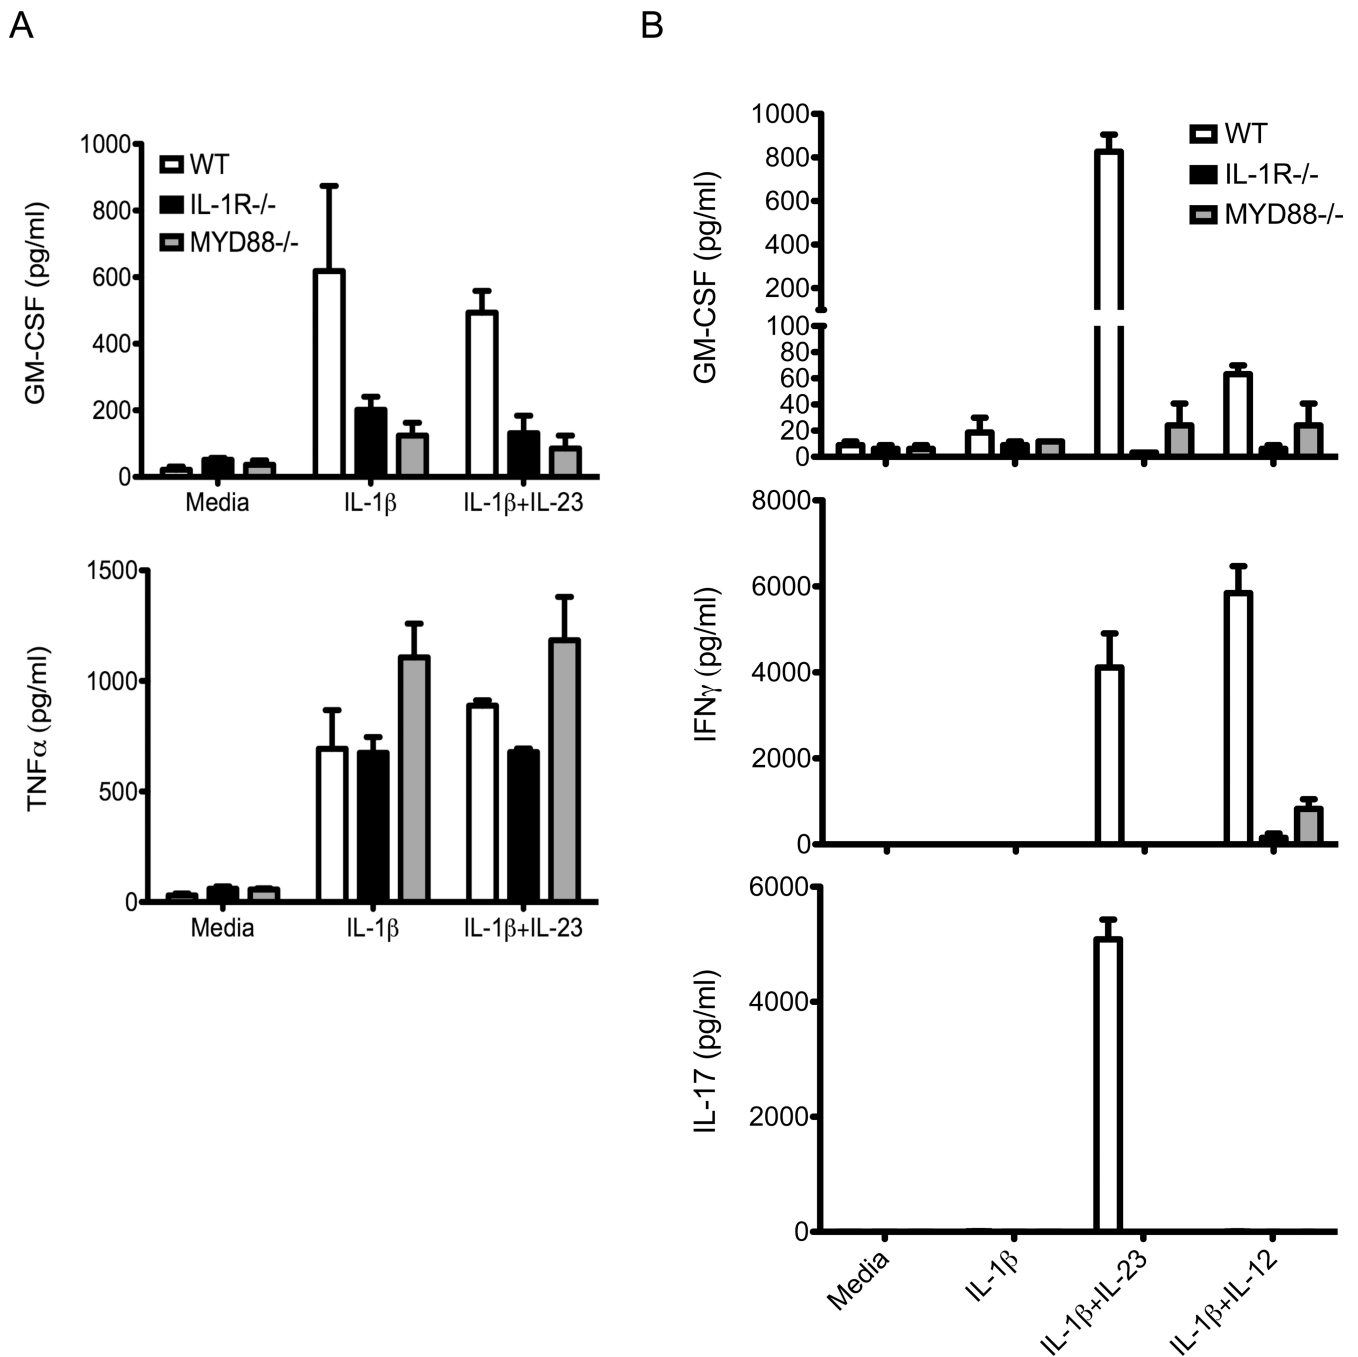 A
GM-CSF (pg/ml)
1000
800
600
400
200
0
WT
IL-1R-/-
MYD88-/-
Media
IL-1β
IL-1β+IL-23
TNFα (pg/ml)
1500
1000
500
0
Media
IL-1β
IL-1β+IL-23
B
GM-CSF (pg/ml)
1000
800
600
400
200
100
80
60
40
20
0
WT
IL-1R-/-
MYD88-/-
IFNγ (pg/ml)
8000
6000
4000
2000
0
IL-17 (pg/ml)
6000
4000
2000
0
Media
IL-1β
IL-1β+IL-23
IL-1β+IL-12